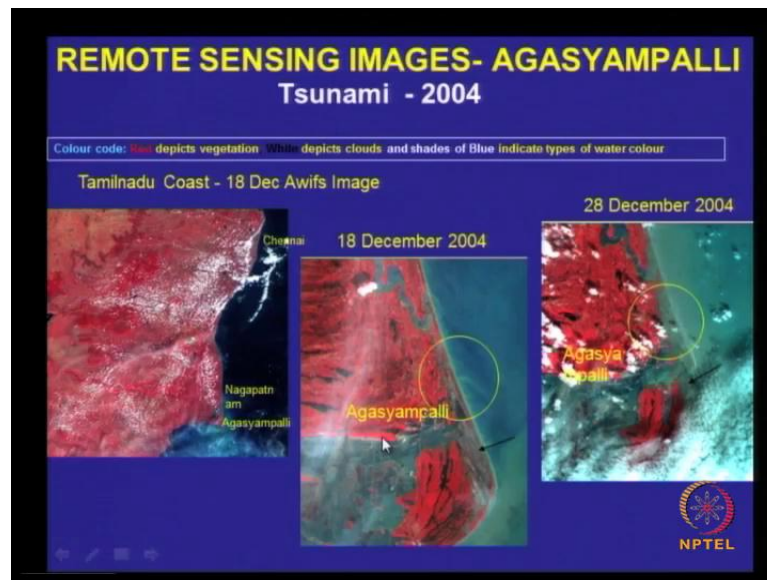 REMOTE SENSING IMAGES- AGASYAMPALLI
Tsunami - 2004
Colour code: Red depicts vegetation White depicts clouds and shades of Blue indicate types of water colour
Tamilnadu Coast - 18 Dec Awifs Image
28 December 2004
18 December 2004
Chennai
Nagapatn
am
Agasyampalli
Agasyampalli
Agasya
mpalli
NPTEL